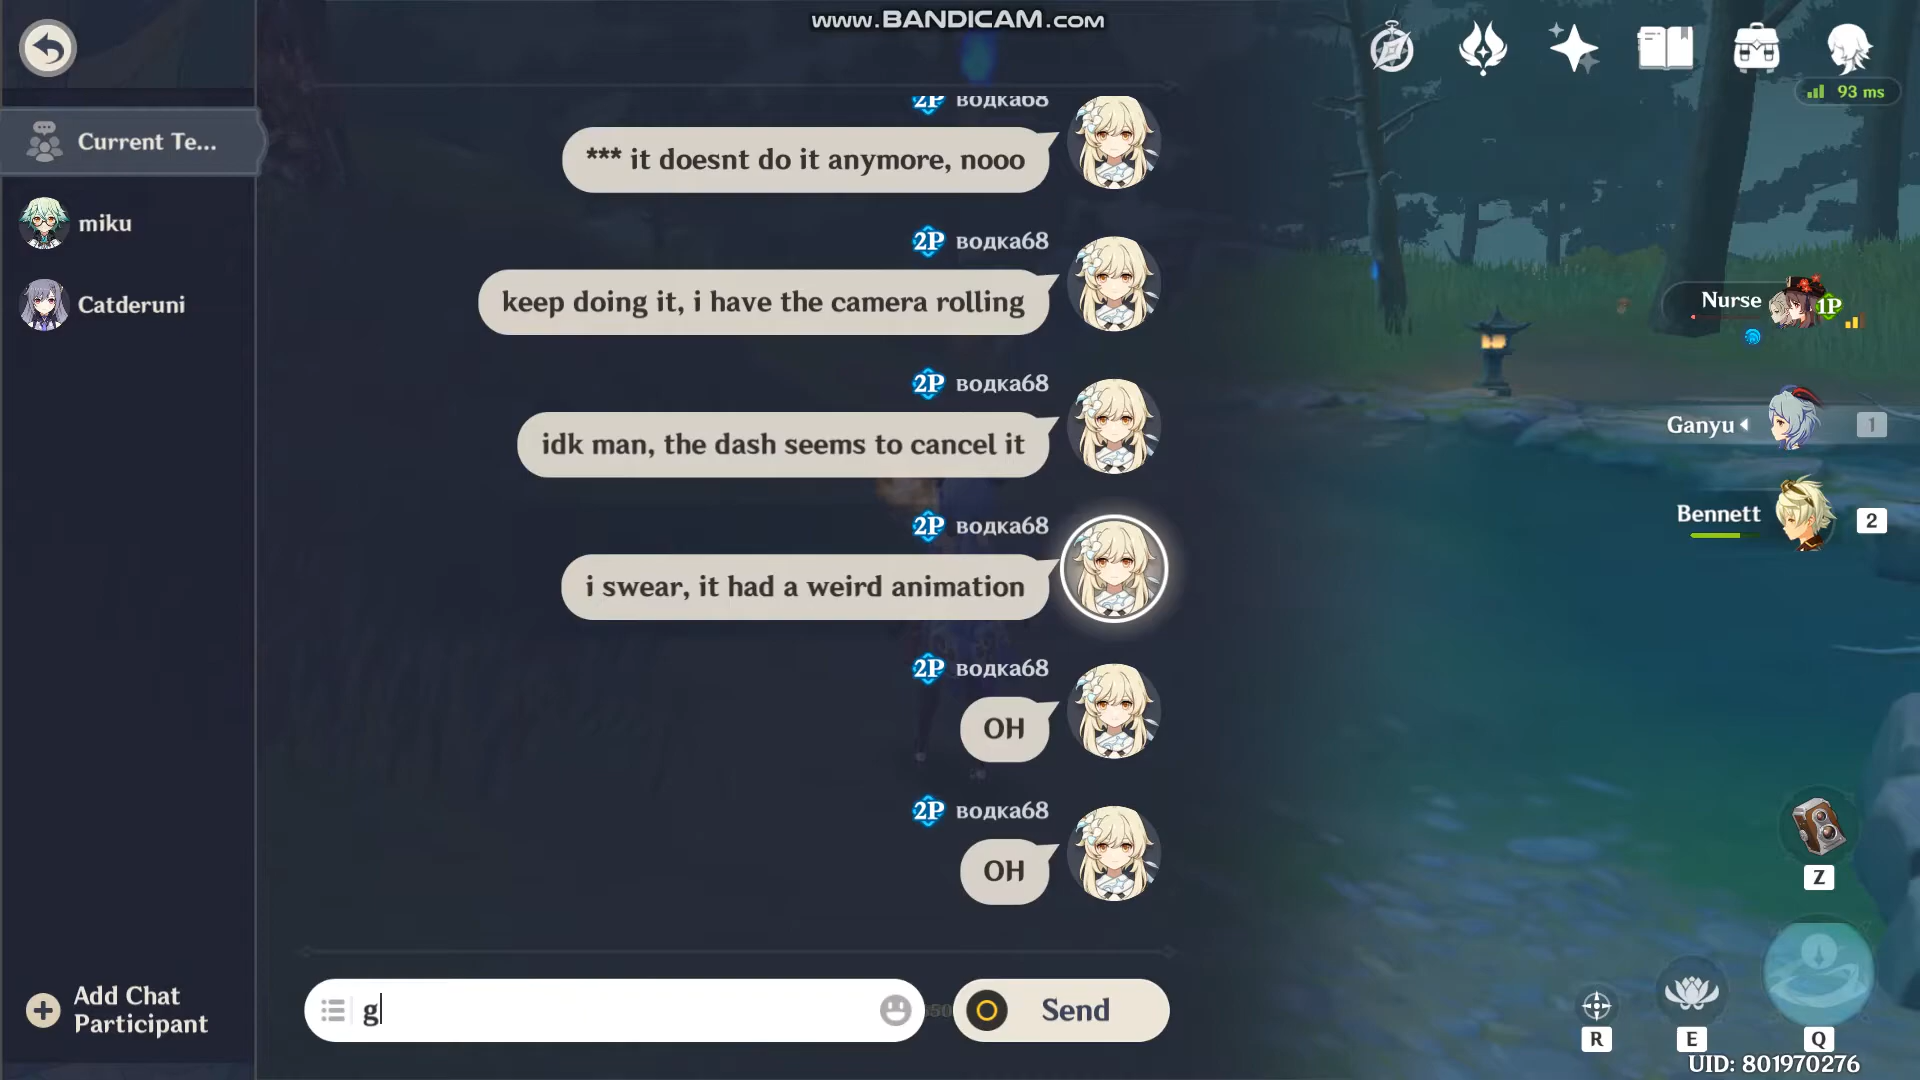 www.BANDICAM.com
93 ms
Current Te...
miku
Catderuni
2P водка68
*** it doesnt do it anymore, nooo
2P водка68
keep doing it, i have the camera rolling
2P водка68
idk man, the dash seems to cancel it
2P водка68
i swear, it had a weird animation
2P водка68
OH
2P водка68
OH
Nurse 1P
Ganyu 1
Bennett 2
Z
Add Chat
Participant
g
Send
R E Q
UID: 801970276